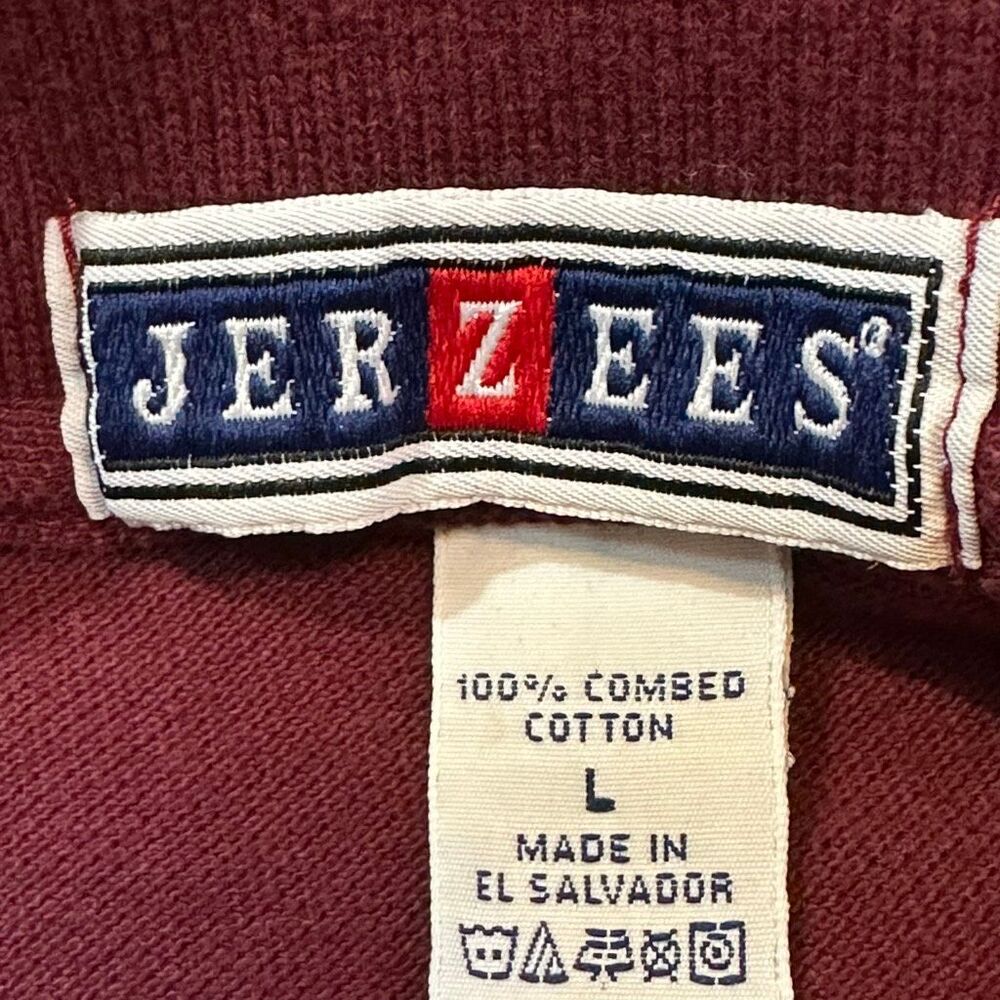 JERZEES®
100% COMBED
COTTON
L
MADE IN
EL SALVADOR